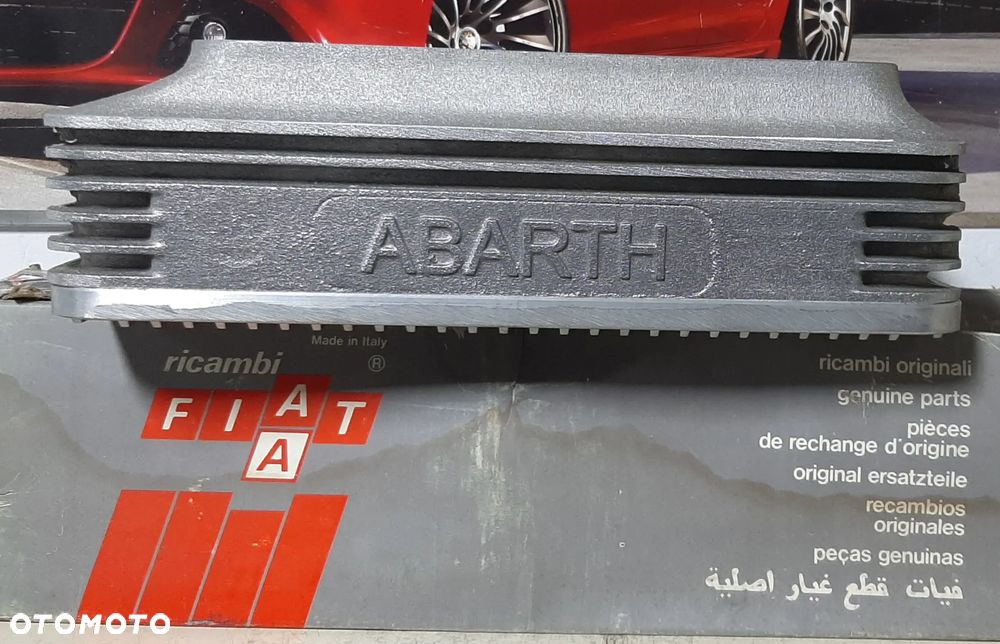 ABARTH
Made in Italy
ricambi ®
FIAT
A
ricambi originali
genuine parts
pièces
de rechange d'origine
original ersatzteile
recambios
originales
peças genuinas
فيات قطع غيار اصلية
OTOMOTO